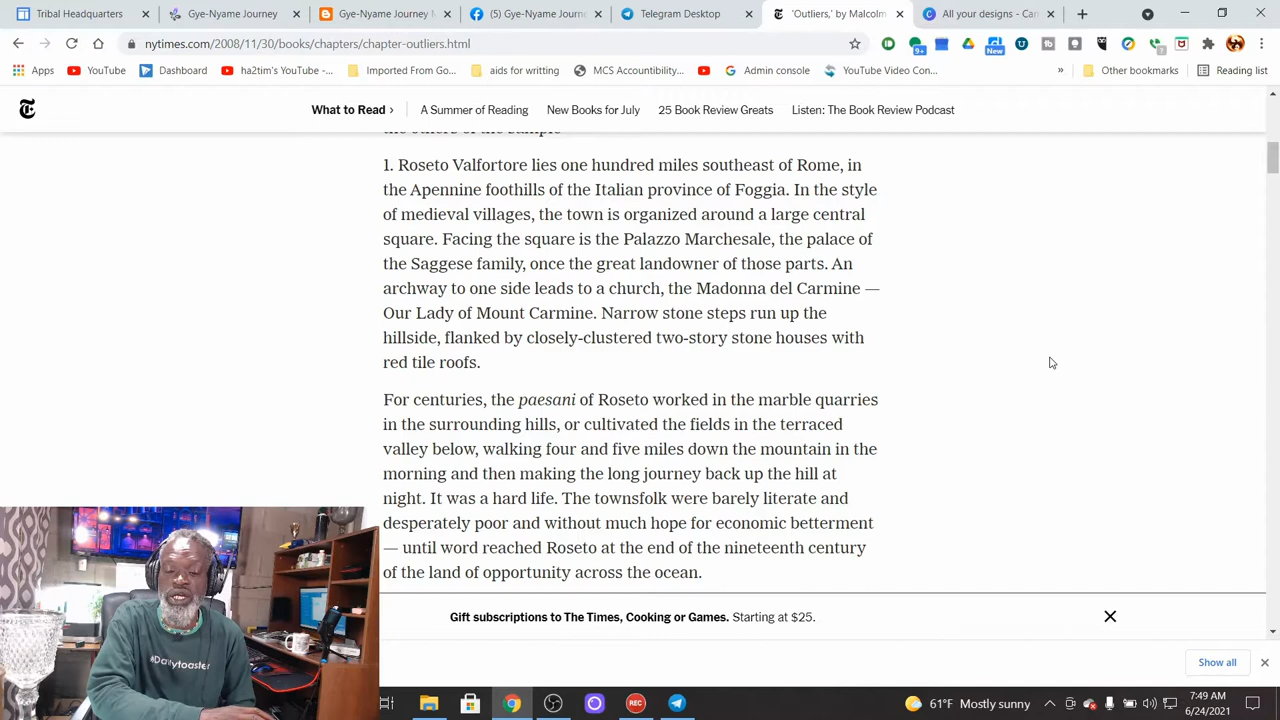 Tribal Headquarters
Gye-Nyame Journey
Gye-Nyame Journey M
(5) Gye-Nyame Journ
Telegram Desktop
'Outliers,' by Malcolm
All your designs - Can
nytimes.com/2008/11/30/books/chapters/chapter-outliers.html
9+
New
Apps
YouTube
Dashboard
ha2tim's YouTube -...
Imported From Go...
aids for writting
MCS Accountibility...
Admin console
YouTube Video Con...
»
Other bookmarks
Reading list
What to Read ›
A Summer of Reading
New Books for July
25 Book Review Greats
Listen: The Book Review Podcast
the others of the sample
1. Roseto Valfortore lies one hundred miles southeast of Rome, in
the Apennine foothills of the Italian province of Foggia. In the style
of medieval villages, the town is organized around a large central
square. Facing the square is the Palazzo Marchesale, the palace of
the Saggese family, once the great landowner of those parts. An
archway to one side leads to a church, the Madonna del Carmine —
Our Lady of Mount Carmine. Narrow stone steps run up the
hillside, flanked by closely-clustered two-story stone houses with
red tile roofs.
For centuries, the paesani of Roseto worked in the marble quarries
in the surrounding hills, or cultivated the fields in the terraced
valley below, walking four and five miles down the mountain in the
morning and then making the long journey back up the hill at
night. It was a hard life. The townsfolk were barely literate and
desperately poor and without much hope for economic betterment
— until word reached Roseto at the end of the nineteenth century
of the land of opportunity across the ocean.
Gift subscriptions to The Times, Cooking or Games. Starting at $25.
Show all
#Dailytoaster
REC
61°F Mostly sunny
7:49 AM
6/24/2021